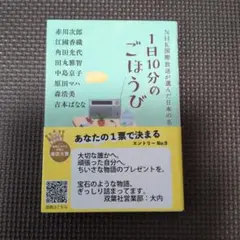 NHK国際放送が選んだ日本の名作
1日10分の
ごほうび
赤川次郎
江國香織
角田光代
田丸雅智
中島京子
原田マハ
森浩美
吉本ばなな
あなたの1票で決まる
エントリーNo.9
大切な誰かへ。
頑張った自分へ。
ちいさな物語のプレゼントを。
宝石のような物語。
ぎっしり詰まってます。
双葉社営業部:大内